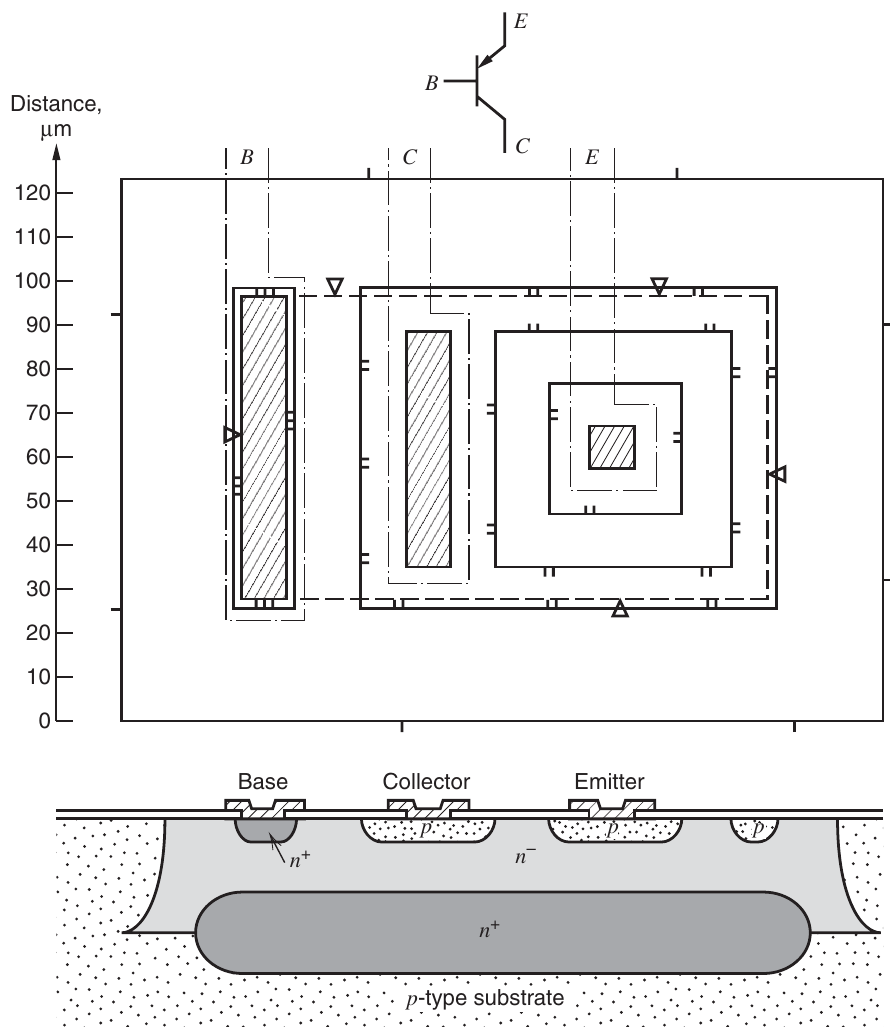 E
B
C
Distance,
μm
B
C
E
120
110
100
90
80
70
60
50
40
30
20
10
0
Base
Collector
Emitter
p
p
p
n+
n−
n+
p-type substrate